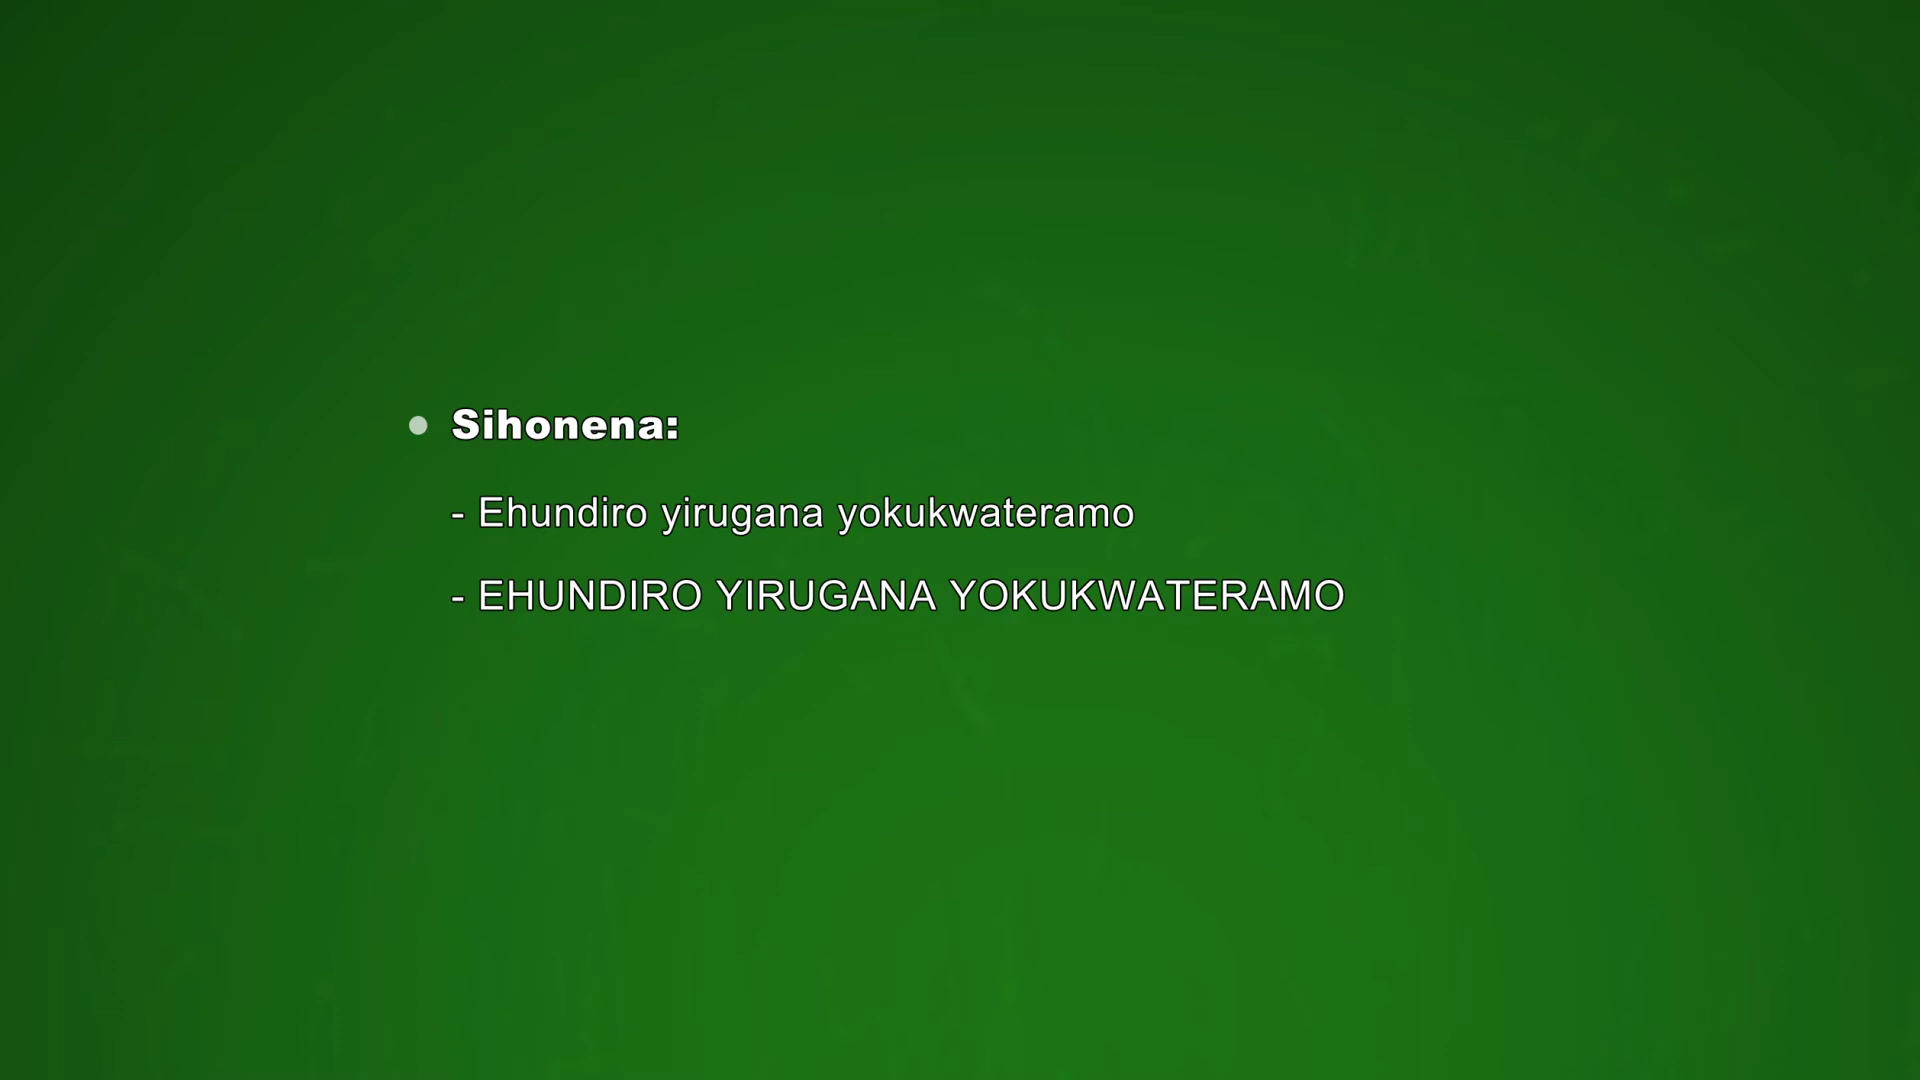 Sihonena:
- Ehundiro yirugana yokukwateramo
- EHUNDIRO YIRUGANA YOKUKWATERAMO